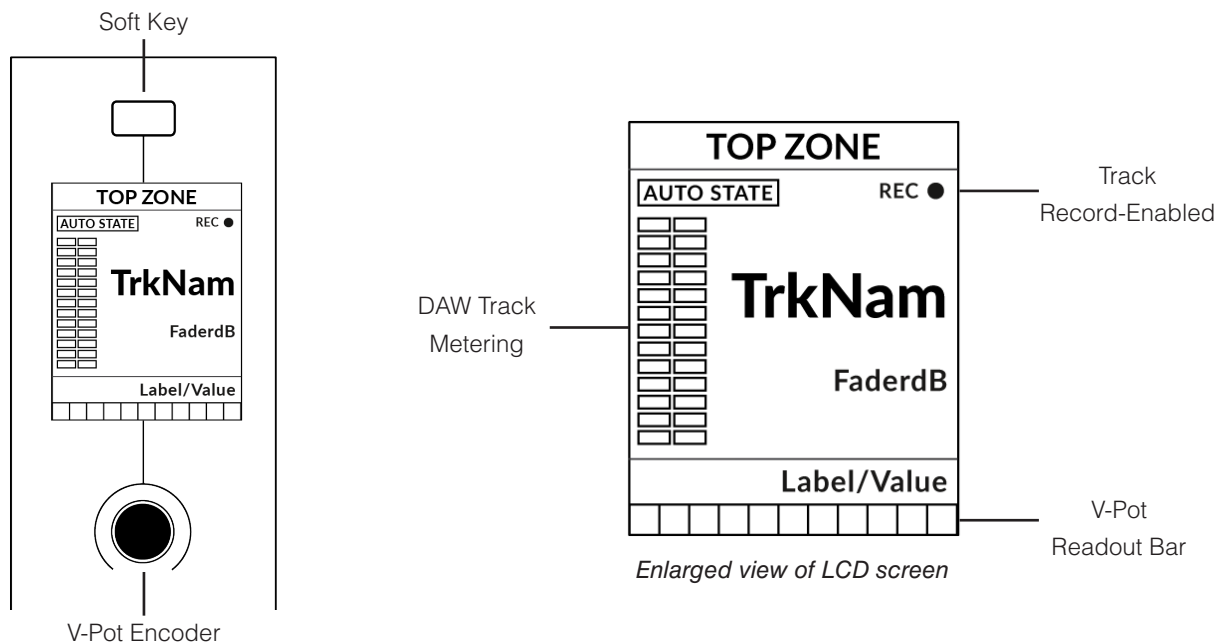 Soft Key
TOP ZONE
AUTO STATE REC
TrkNam
FaderdB
Label/Value
V-Pot Encoder
TOP ZONE
AUTO STATE REC
TrkNam
FaderdB
Label/Value
Enlarged view of LCD screen
DAW Track
Metering
Track
Record-Enabled
V-Pot
Readout Bar